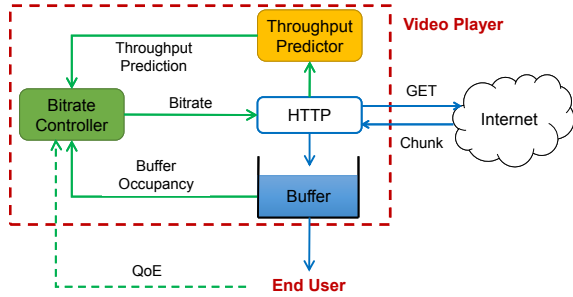 Throughput
Predictor
Video Player
Throughput
Prediction
GET
Bitrate
Controller
Bitrate
HTTP
Internet
Chunk
Buffer
Occupancy
Buffer
QoE
End User